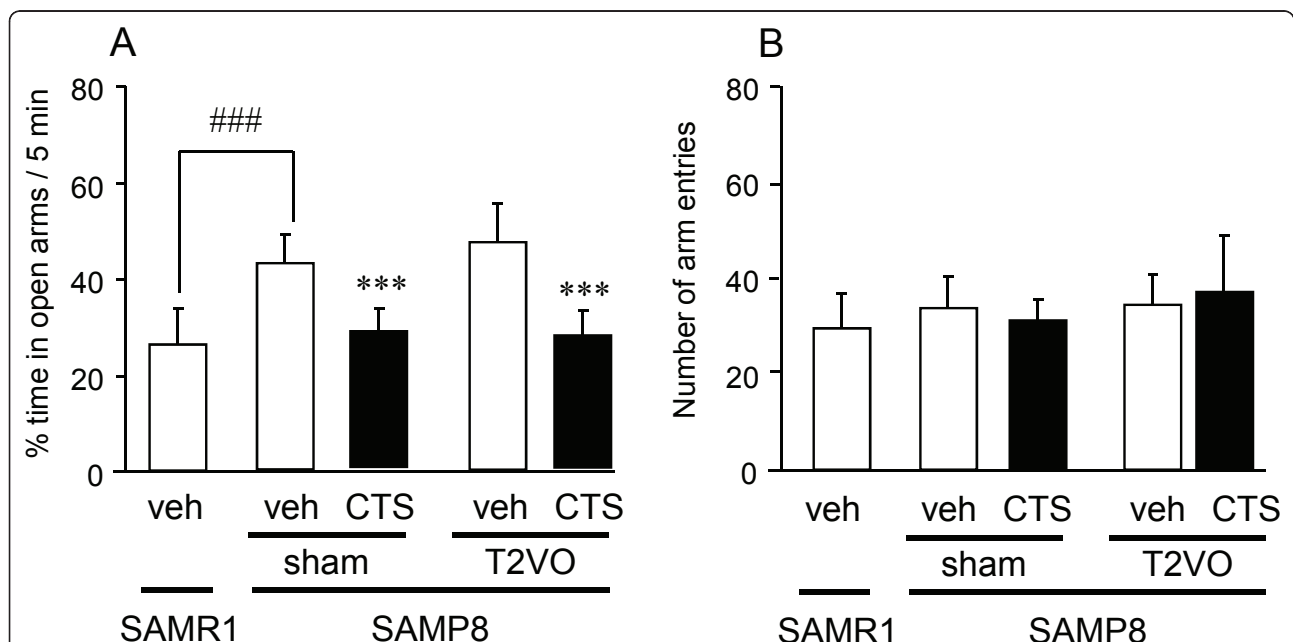 A
% time in open arms / 5 min
80
60
40
20
0
###
***
***
veh veh CTS veh CTS
sham T2VO
SAMR1 SAMP8
B
Number of arm entries
80
60
40
20
0
veh veh CTS veh CTS
sham T2VO
SAMR1 SAMP8